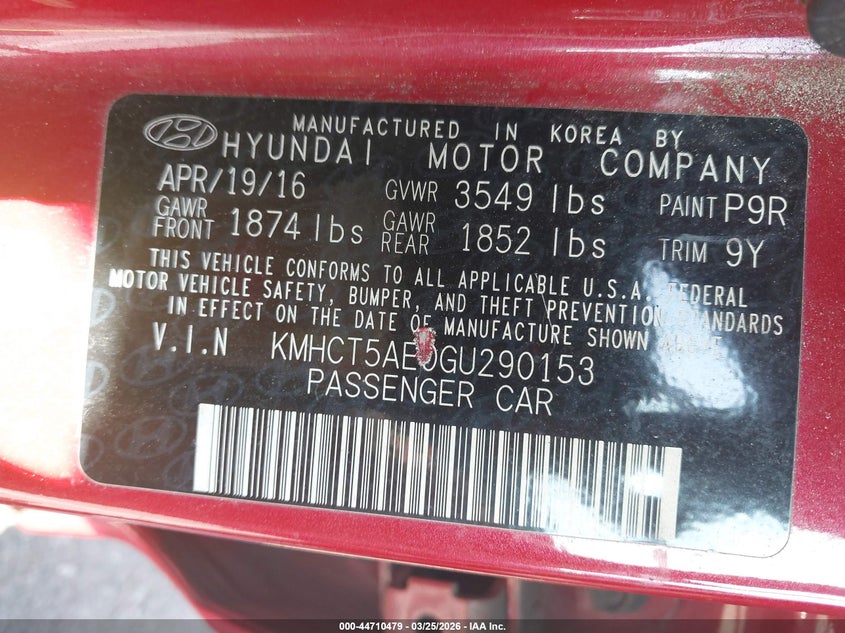 MANUFACTURED IN KOREA BY
HYUNDAI MOTOR COMPANY
APR/19/16 GVWR 3549 lbs PAINT P9R
GAWR FRONT 1874 lbs GAWR REAR 1852 lbs TRIM 9Y
THIS VEHICLE CONFORMS TO ALL APPLICABLE U.S.A. FEDERAL
MOTOR VEHICLE SAFETY, BUMPER, AND THEFT PREVENTION STANDARDS
IN EFFECT ON THE DATE OF MANUFACTURE SHOWN ABOVE
V.I.N KMHCT5AE0GU290153
PASSENGER CAR
000-44710479 - 03/25/2026 - IAA Inc.